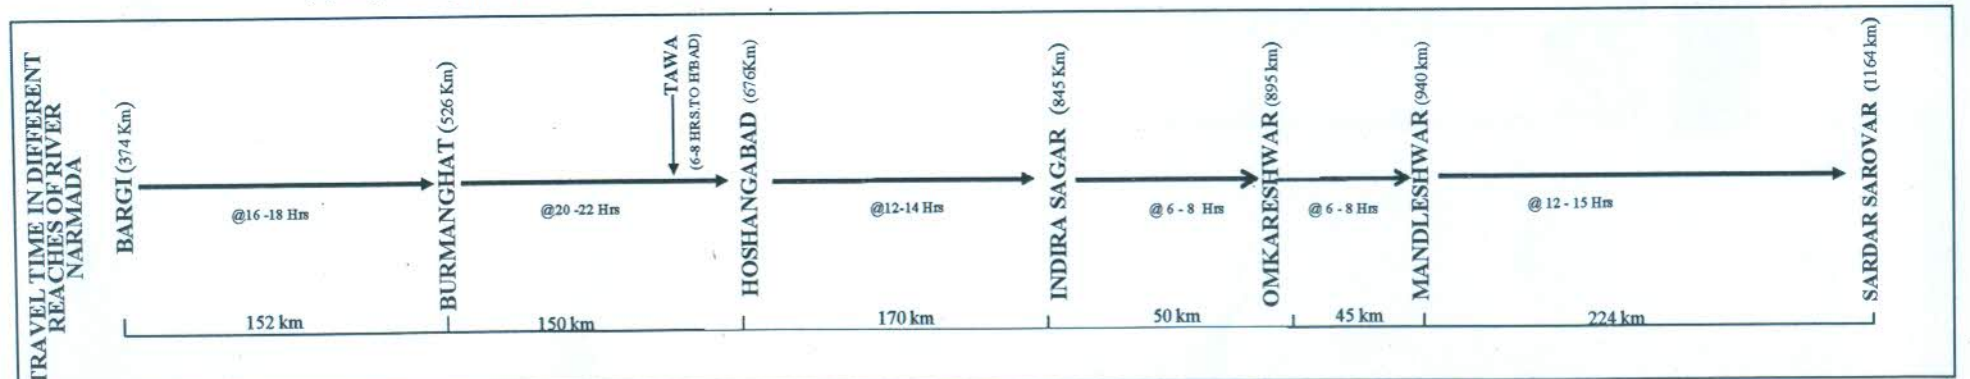 TRAVEL TIME IN DIFFERENT
REACHES OF RIVER
NARMADA
BARGI (374 Km)
BURMANGHAT (526 Km)
TAWA
(6-8 HRS.TO H'BAD)
HOSHANGABAD (676Km)
INDIRA SAGAR (845 Km)
OMKARESHWAR (895 km)
MANDLESHWAR (940 km)
SARDAR SAROVAR (1164 km)
@16 -18 Hrs
@20 -22 Hrs
@12-14 Hrs
@ 6 - 8 Hrs
@ 6 - 8 Hrs
@ 12 - 15 Hrs
152 km
150 km
170 km
50 km
45 km
224 km